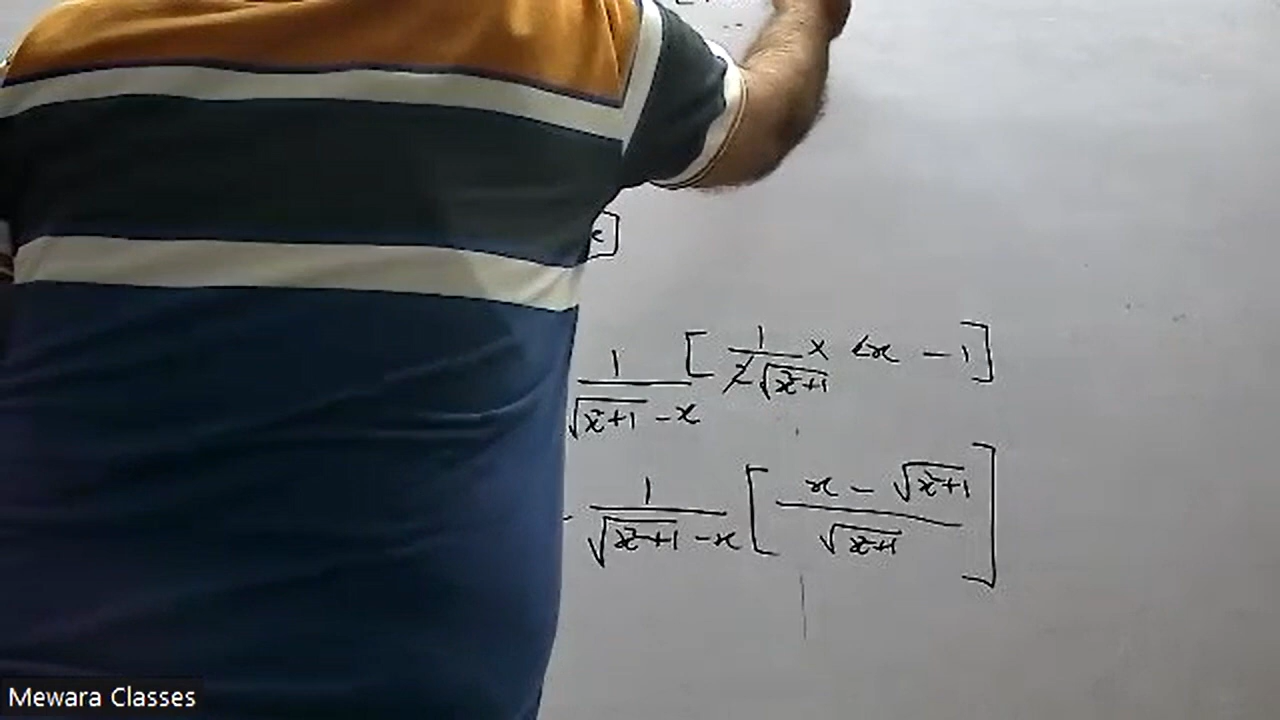 x]
1/(√(x²+1) - x) [ 1/(2√(x²+1)) × 2x - 1 ]
1/(√(x²+1) - x) [ (x - √(x²+1))/√(x²+1) ]
Mewara Classes